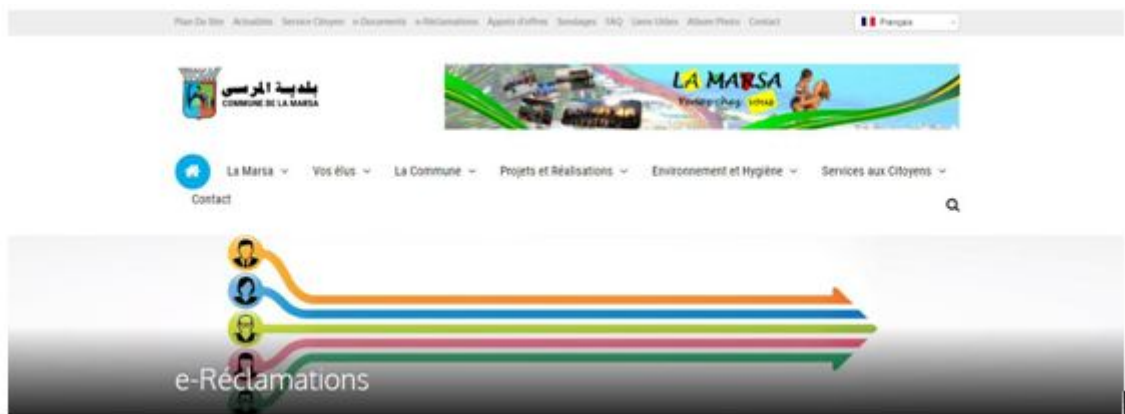 Plan Du Site Actualités Service Citoyen e-Documents e-Réclamations Appels d'offres Sondages FAQ Liens Utiles Album Photo Contact
Français
بلدية المرسى
COMMUNE DE LA MARSA
LA MARSA
chez vous
La Marsa Vos élus La Commune Projets et Réalisations Environnement et Hygiène Services aux Citoyens
Contact
e-Réclamations